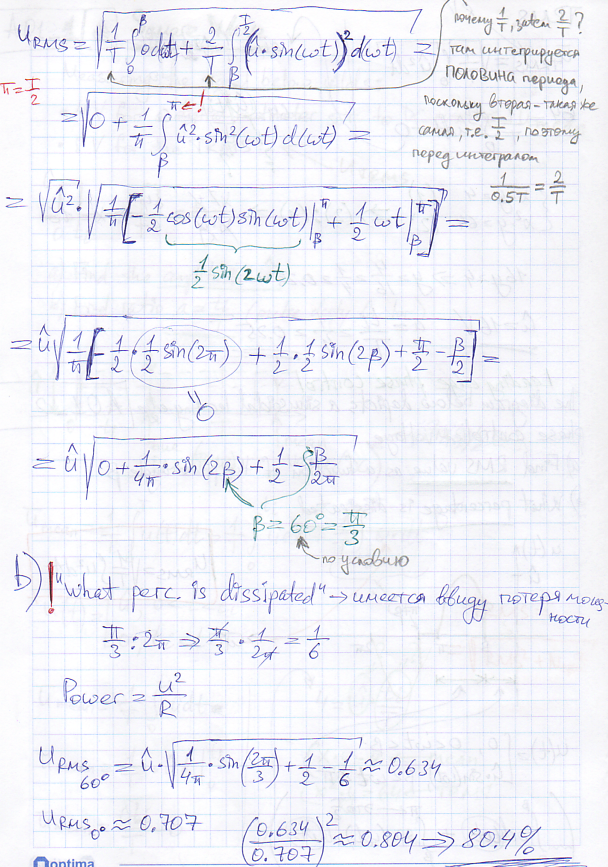 U_RMS = √(1/T ∫₀^β 0dωt + 2/T ∫_β^{T/2} (û·sin(ωt))² d(ωt)) =
почему 1/T, затем 2/T?
там интегрируется
ПОЛОВИНА периода,
поскольку вторая – такая же
самая, т.е. T/2, поэтому
перед интегралом
1/0.5T = 2/T
π = T/2
= √(0 + 1/π ∫_β^π û²·sin²(ωt) d(ωt)) =
!
= √û² · √(1/π [-1/2 cos(ωt)sin(ωt)|_β^π + 1/2 ωt|_β^π]) =
1/2 sin(2ωt)
= û√(1/π [-1/2 · 1/2 sin(2π) + 1/2 · 1/2 sin(2β) + π/2 - β/2]) =
= 0
= û√(0 + 1/4π · sin(2β) + 1/2 - β/2π)
β = 60° = π/3
по условию
b) ! "What perc. is dissipated" → имеется ввиду потеря мощ-
ности
π/3 : 2π ⇒ π/3 · 1/2π = 1/6
Power = u²/R
U_RMS 60° = û·√(1/4π · sin(2π/3) + 1/2 - 1/6) ≈ 0.634
U_RMS 0° ≈ 0.707 (0.634/0.707)² ≈ 0.804 ⇒ 80.4%
optima